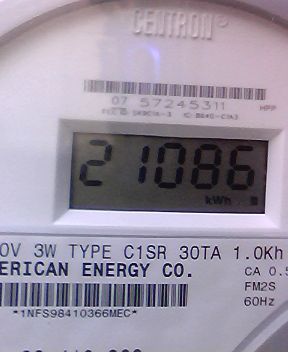 CENTRON®
07 57245311
HPP
21086
kWh
0V 3W TYPE C1SR 30TA 1.0Kh
ERICAN ENERGY CO.
CA 0.5
FM2S
60Hz
*1NFS98410366MEC*